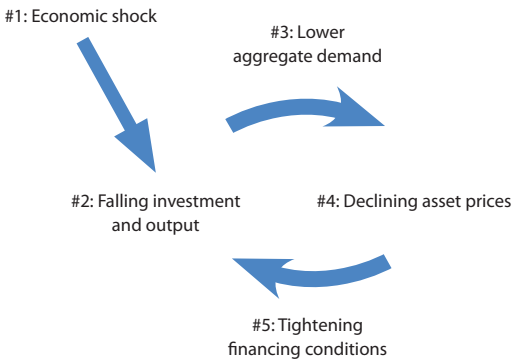 #1: Economic shock
#3: Lower
aggregate demand
#2: Falling investment
and output
#4: Declining asset prices
#5: Tightening
financing conditions